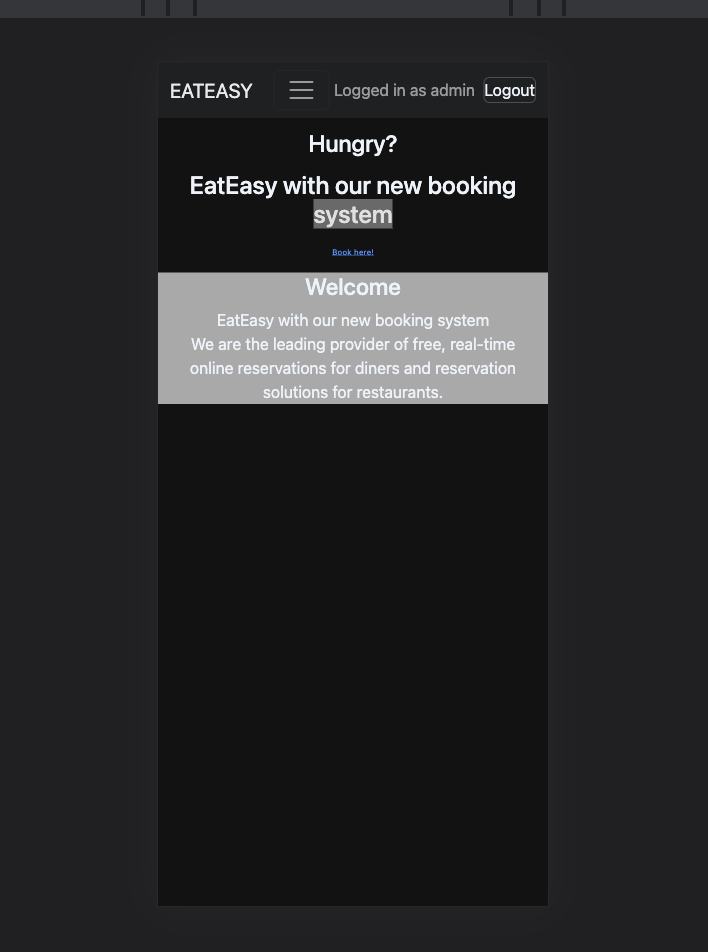 EATEASY Logged in as admin Logout
Hungry?
EatEasy with our new booking
system
Book here!
Welcome
EatEasy with our new booking system
We are the leading provider of free, real-time
online reservations for diners and reservation
solutions for restaurants.